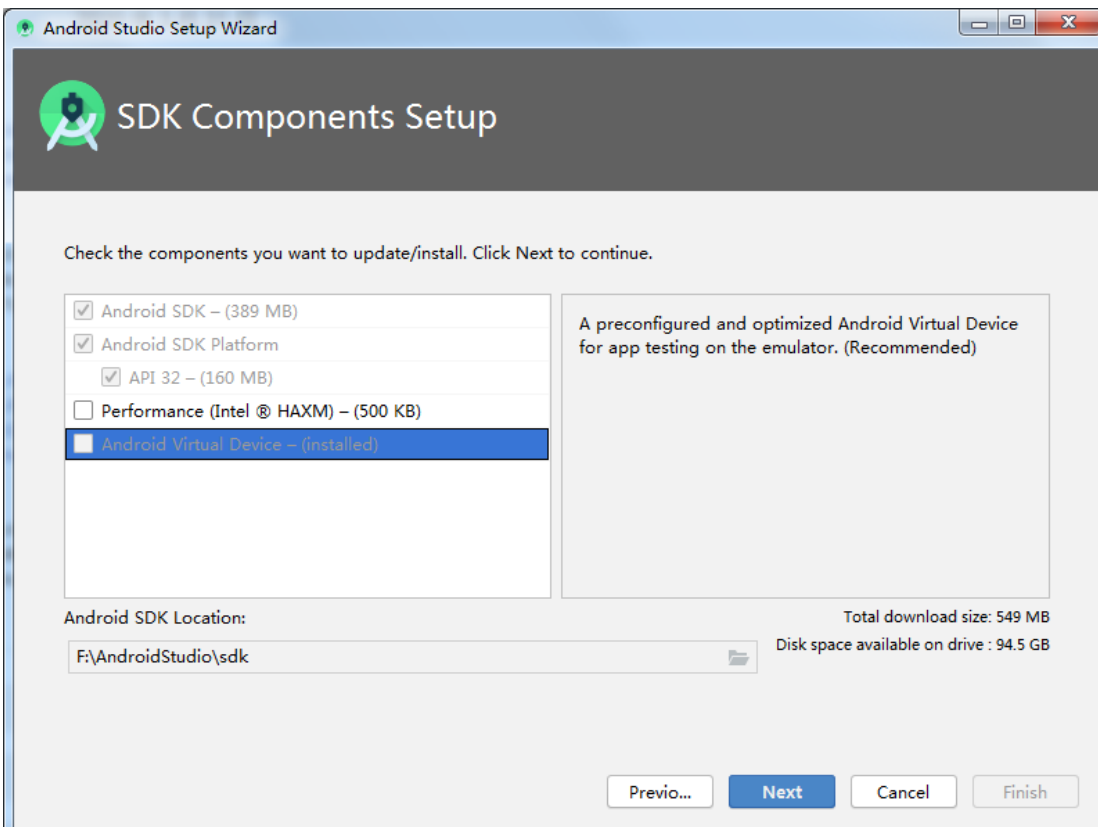 Android Studio Setup Wizard
SDK Components Setup
Check the components you want to update/install. Click Next to continue.
Android SDK – (389 MB)
Android SDK Platform
API 32 – (160 MB)
Performance (Intel ® HAXM) – (500 KB)
Android Virtual Device – (installed)
A preconfigured and optimized Android Virtual Device
for app testing on the emulator. (Recommended)
Android SDK Location:
F:\AndroidStudio\sdk
Total download size: 549 MB
Disk space available on drive : 94.5 GB
Previo...
Next
Cancel
Finish